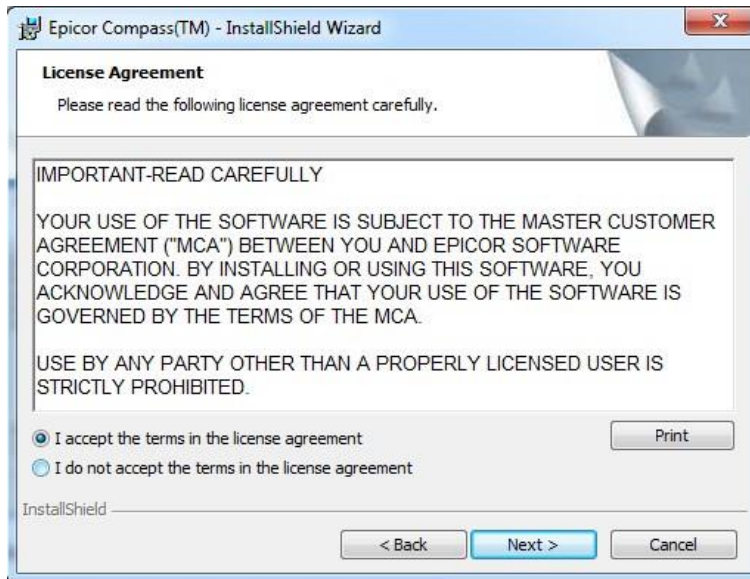 Epicor Compass(TM) - InstallShield Wizard
License Agreement
Please read the following license agreement carefully.
IMPORTANT-READ CAREFULLY
YOUR USE OF THE SOFTWARE IS SUBJECT TO THE MASTER CUSTOMER
AGREEMENT ("MCA") BETWEEN YOU AND EPICOR SOFTWARE
CORPORATION. BY INSTALLING OR USING THIS SOFTWARE, YOU
ACKNOWLEDGE AND AGREE THAT YOUR USE OF THE SOFTWARE IS
GOVERNED BY THE TERMS OF THE MCA.
USE BY ANY PARTY OTHER THAN A PROPERLY LICENSED USER IS
STRICTLY PROHIBITED.
I accept the terms in the license agreement
Print
I do not accept the terms in the license agreement
InstallShield
< Back Next > Cancel